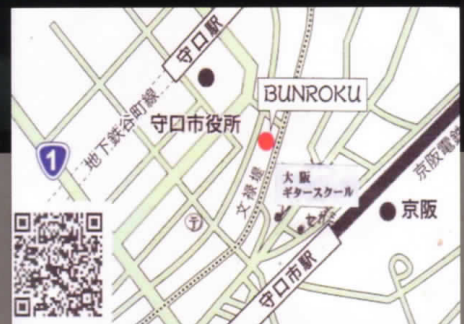 守口駅
BUNROKU
守口市役所
地下鉄谷町線
1
文禄堤
大阪
ギタースクール
京阪電鉄
京阪
守口市駅
〒